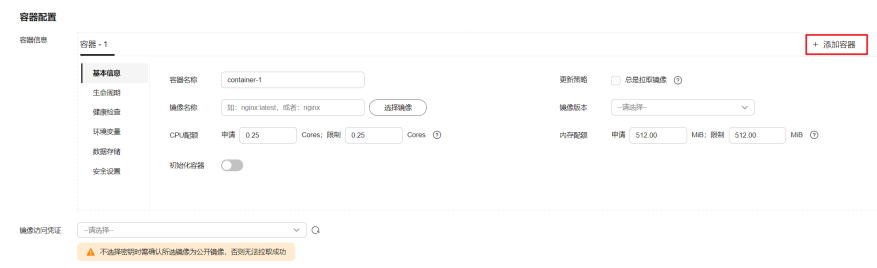 容器配置
容器信息
容器 - 1
+ 添加容器
基本信息
生命周期
健康检查
环境变量
数据存储
安全设置
容器名称
container-1
更新策略
总是拉取镜像
镜像名称
如：nginx:latest，或者：nginx
选择镜像
镜像版本
--请选择--
CPU配额
申请 0.25 Cores；限制 0.25 Cores
内存配额
申请 512.00 MiB；限制 512.00 MiB
初始化容器
镜像访问凭证
--请选择--
不选择密钥时需确认所选镜像为公开镜像，否则无法拉取成功